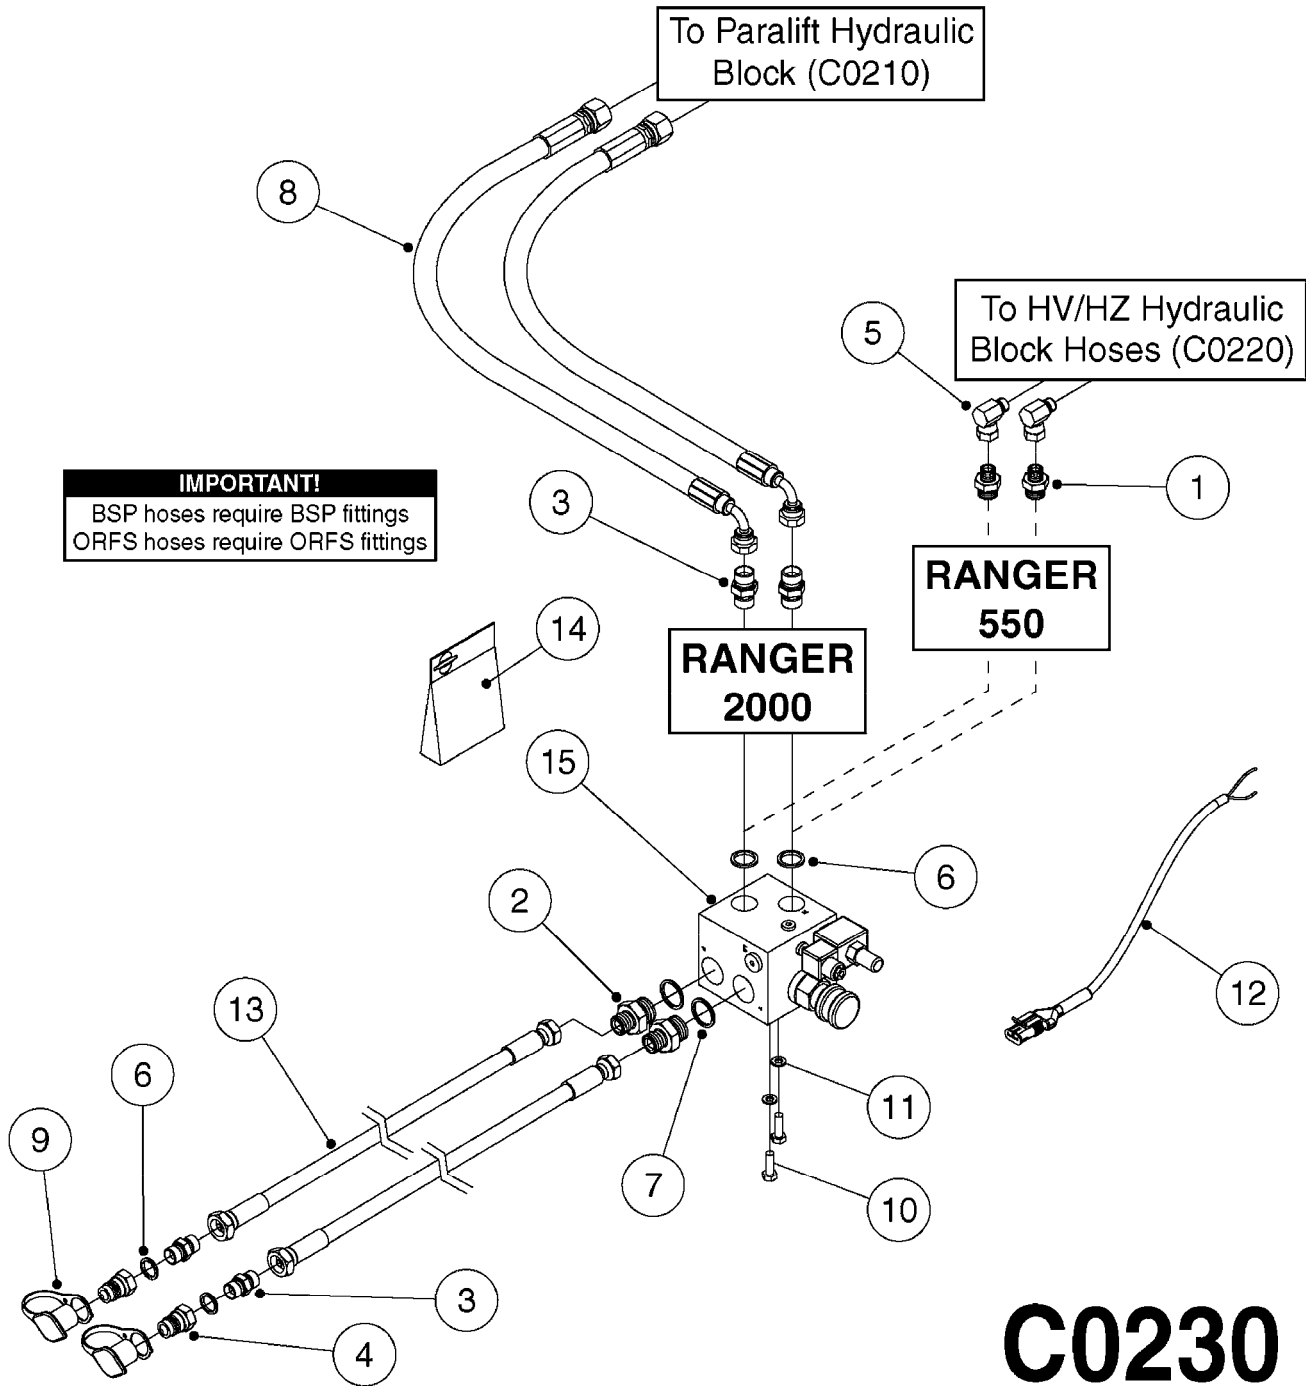 To Paralift Hydraulic
Block (C0210)
8
To HV/HZ Hydraulic
Block Hoses (C0220)
5
IMPORTANT!
BSP hoses require BSP fittings
ORFS hoses require ORFS fittings
3
1
RANGER
550
14
RANGER
2000
15
6
2
12
13
6
11
9
7
10
3
4
C0230